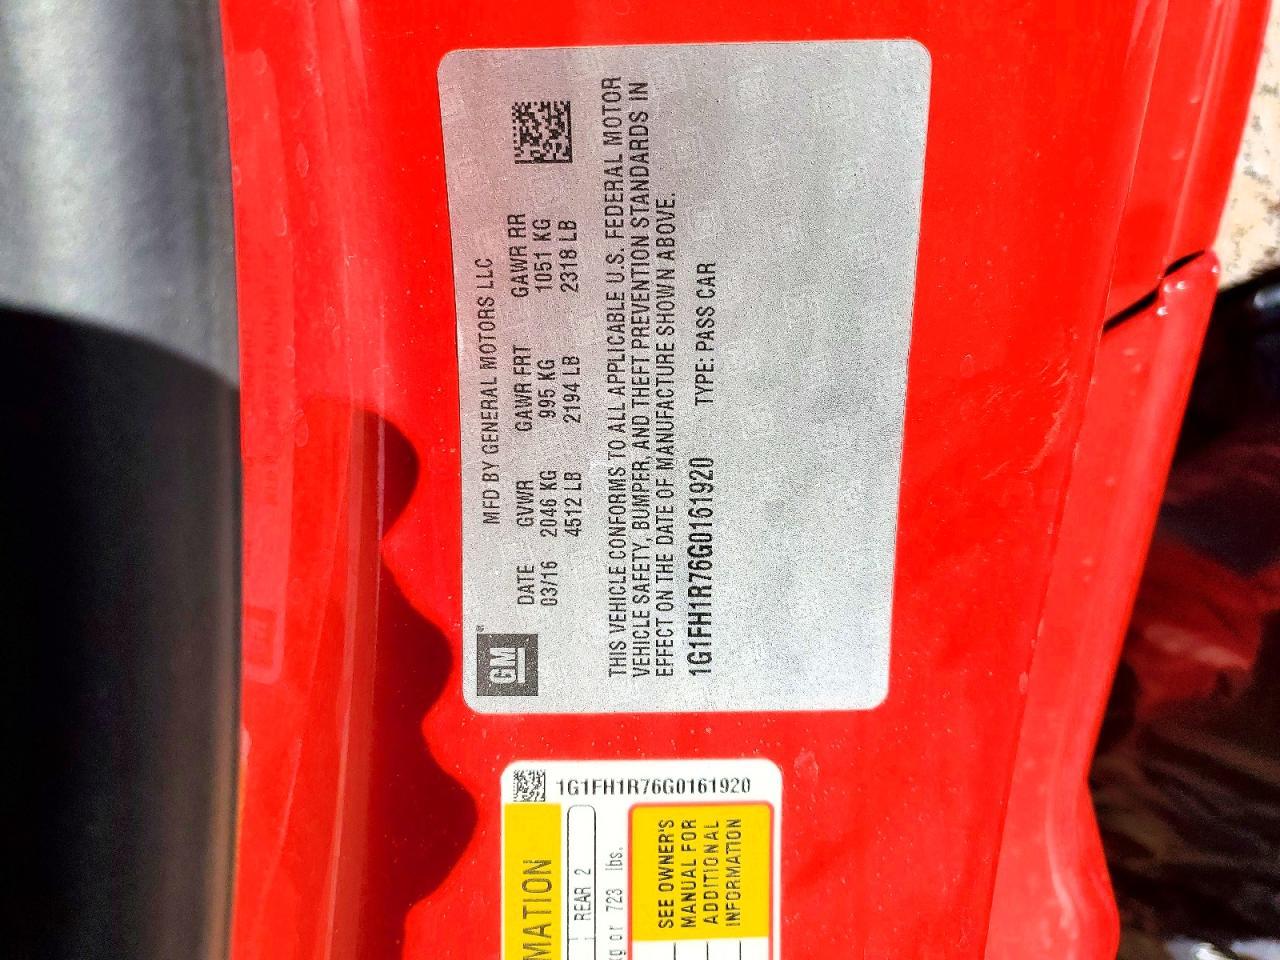 GM
MFD BY GENERAL MOTORS LLC
DATE GVWR GAWR FRT GAWR RR
03/16 2046 KG 995 KG 1051 KG
4512 LB 2194 LB 2318 LB
THIS VEHICLE CONFORMS TO ALL APPLICABLE U.S. FEDERAL MOTOR
VEHICLE SAFETY, BUMPER, AND THEFT PREVENTION STANDARDS IN
EFFECT ON THE DATE OF MANUFACTURE SHOWN ABOVE.
1G1FH1R76G0161920 TYPE: PASS CAR
1G1FH1R76G0161920
MATION
REAR 2
kg or 723 lbs.
SEE OWNER'S
MANUAL FOR
ADDITIONAL
INFORMATION